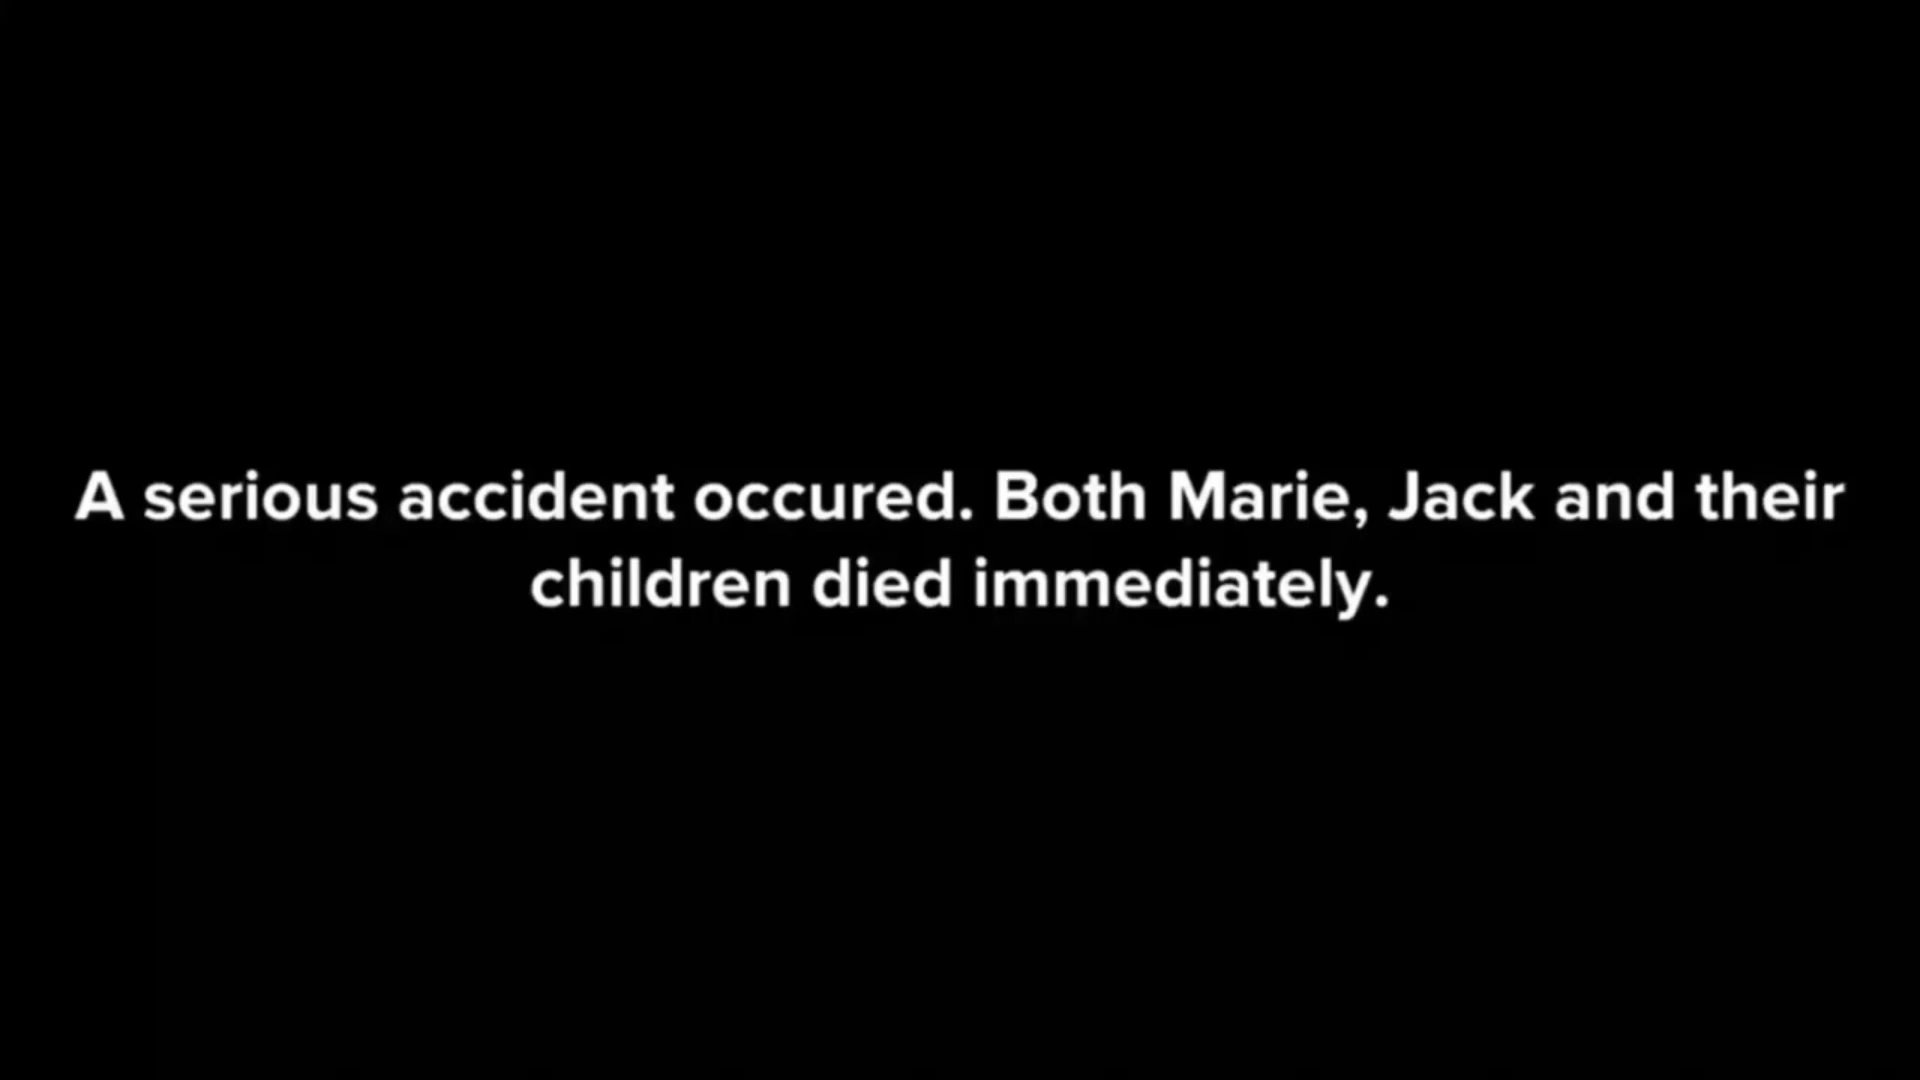 A serious accident occured. Both Marie, Jack and their
children died immediately.